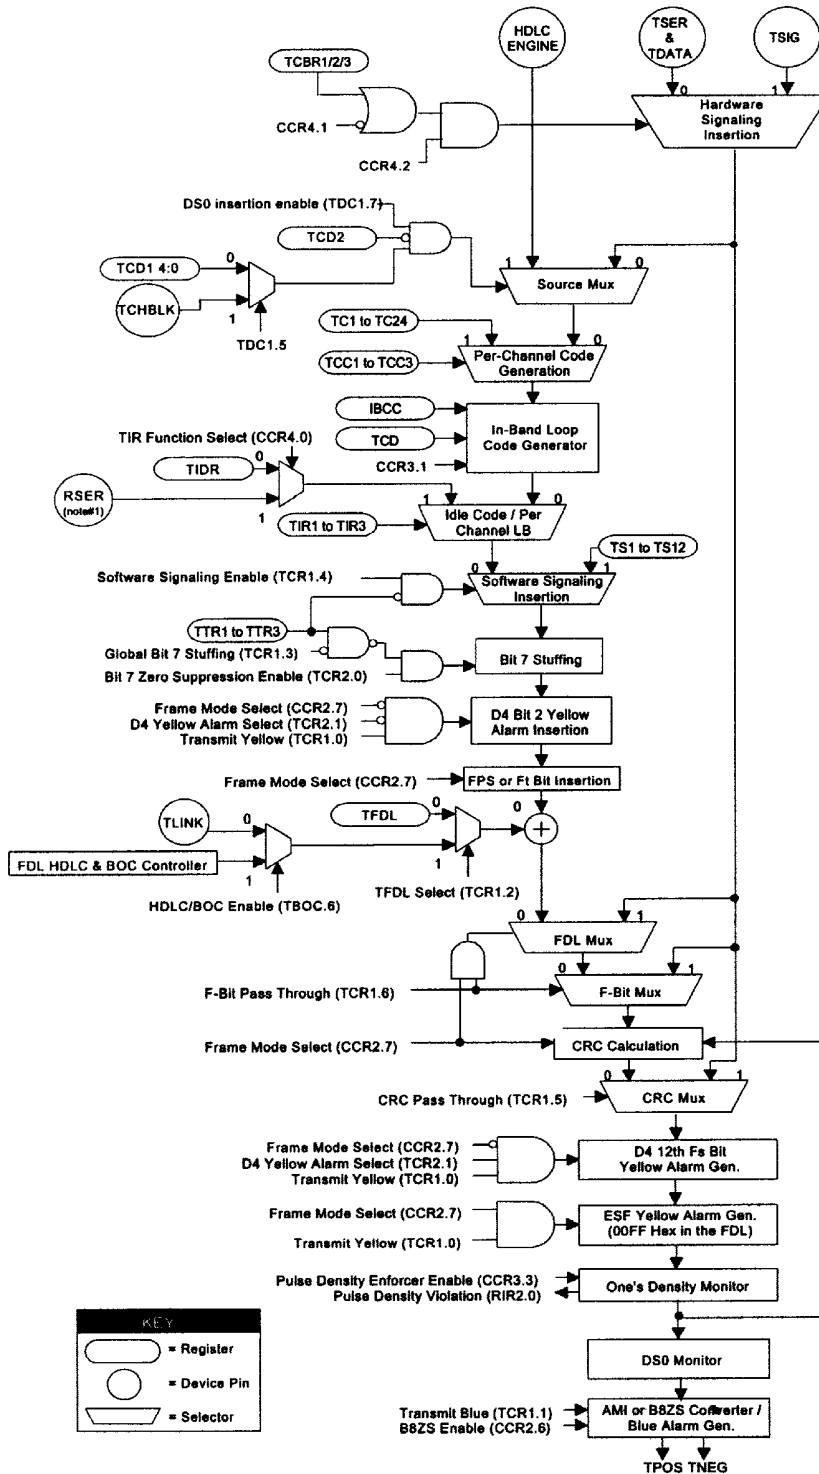 HDLC
ENGINE
TSER
&
TDATA
TSIG
TCBR1/2/3
0
1
Hardware
Signaling
Insertion
CCR4.1
CCR4.2
DS0 insertion enable (TDC1.7)
TCD2
TCD1 4:0
0
TCHBLK
1
TDC1.5
1
0
Source Mux
TC1 to TC24
1
0
TCC1 to TCC3
Per-Channel Code
Generation
IBCC
TCD
CCR3.1
In-Band Loop
Code Generator
TIR Function Select (CCR4.0)
0
TIDR
RSER
(note#1)
1
1
0
TIR1 to TIR3
Idle Code / Per
Channel LB
TS1 to TS12
0
1
Software Signaling Enable (TCR1.4)
Software Signaling
Insertion
TTR1 to TTR3
Global Bit 7 Stuffing (TCR1.3)
Bit 7 Zero Suppression Enable (TCR2.0)
Bit 7 Stuffing
Frame Mode Select (CCR2.7)
D4 Yellow Alarm Select (TCR2.1)
Transmit Yellow (TCR1.0)
D4 Bit 2 Yellow
Alarm Insertion
Frame Mode Select (CCR2.7)
FPS or Ft Bit Insertion
TLINK
0
TFDL
0
0
+
FDL HDLC & BOC Controller
1
1
HDLC/BOC Enable (TBOC.6)
TFDL Select (TCR1.2)
0
1
FDL Mux
0
1
F-Bit Pass Through (TCR1.6)
F-Bit Mux
Frame Mode Select (CCR2.7)
CRC Calculation
0
1
CRC Pass Through (TCR1.5)
CRC Mux
Frame Mode Select (CCR2.7)
D4 Yellow Alarm Select (TCR2.1)
Transmit Yellow (TCR1.0)
D4 12th Fs Bit
Yellow Alarm Gen.
Frame Mode Select (CCR2.7)
Transmit Yellow (TCR1.0)
ESF Yellow Alarm Gen.
(00FF Hex in the FDL)
Pulse Density Enforcer Enable (CCR3.3)
Pulse Density Violation (RIR2.0)
One's Density Monitor
KEY
= Register
= Device Pin
= Selector
DS0 Monitor
Transmit Blue (TCR1.1)
B8ZS Enable (CCR2.6)
AMI or B8ZS Converter /
Blue Alarm Gen.
TPOS TNEG